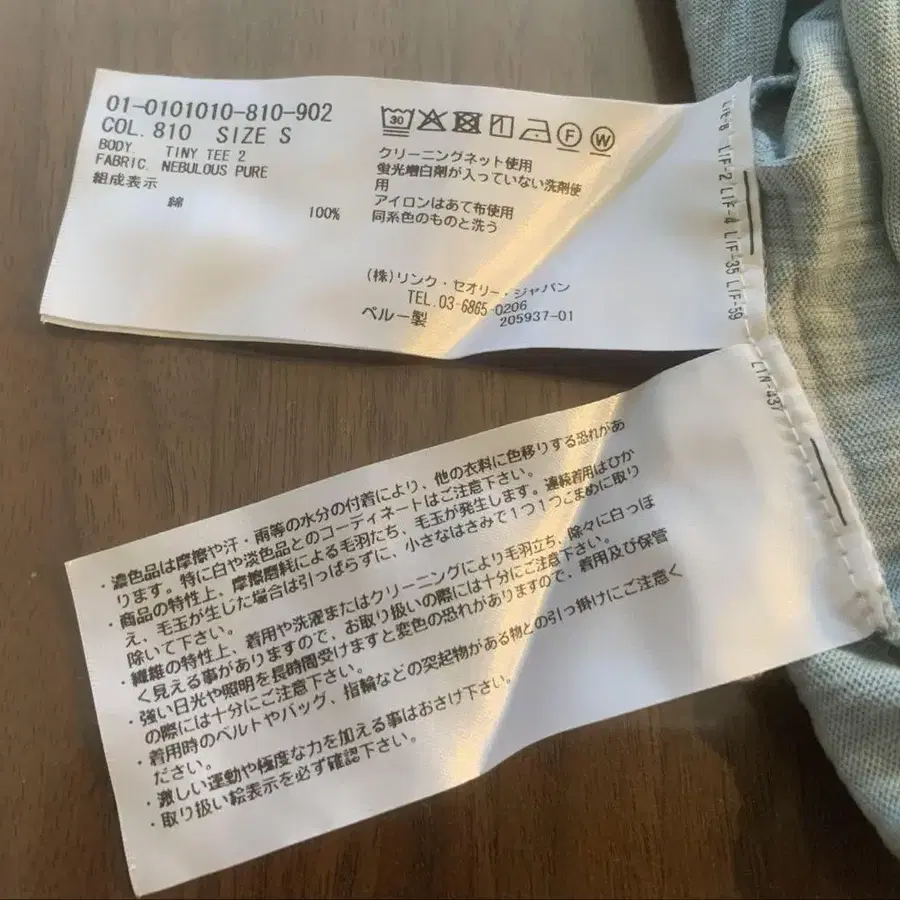 01-0101010-810-902
COL. 810 SIZE S
BODY. TINY TEE 2
FABRIC. NEBULOUS PURE
組成表示
綿 100%
30
F W
クリーニングネット使用
蛍光増白剤が入っていない洗剤使
用
アイロンはあて布使用
同系色のものと洗う
(株)リンク・セオリー・ジャパン
TEL.03-6865-0206
ペルー製 205937-01
LIF-2 LIF-4 LIF-35 LIF-59
LTN-437
・濃色品は摩擦や汗・雨等の水分の付着により、他の衣料に色移りする恐れがあ
ります。特に白や淡色品とのコーディネートはご注意下さい。
・商品の特性上、摩擦磨耗による毛羽たち、毛玉が発生します。連続着用はひか
え、毛玉が生じた場合は引っぱらずに、小さなはさみで1つ1つこまめに取り
除いて下さい。
・繊維の特性上、着用や洗濯またはクリーニングにより毛羽立ち、除々に白っぽ
く見える事がありますので、お取り扱いの際には十分にご注意下さい。
・強い日光や照明を長時間受けますと変色の恐れがありますので、着用及び保管
の際には十分にご注意下さい。
・着用時のベルトやバッグ、指輪などの突起物がある物との引っ掛けにご注意く
ださい。
・激しい運動や極度な力を加える事はおさけ下さい。
・取り扱い絵表示を必ず確認下さい。